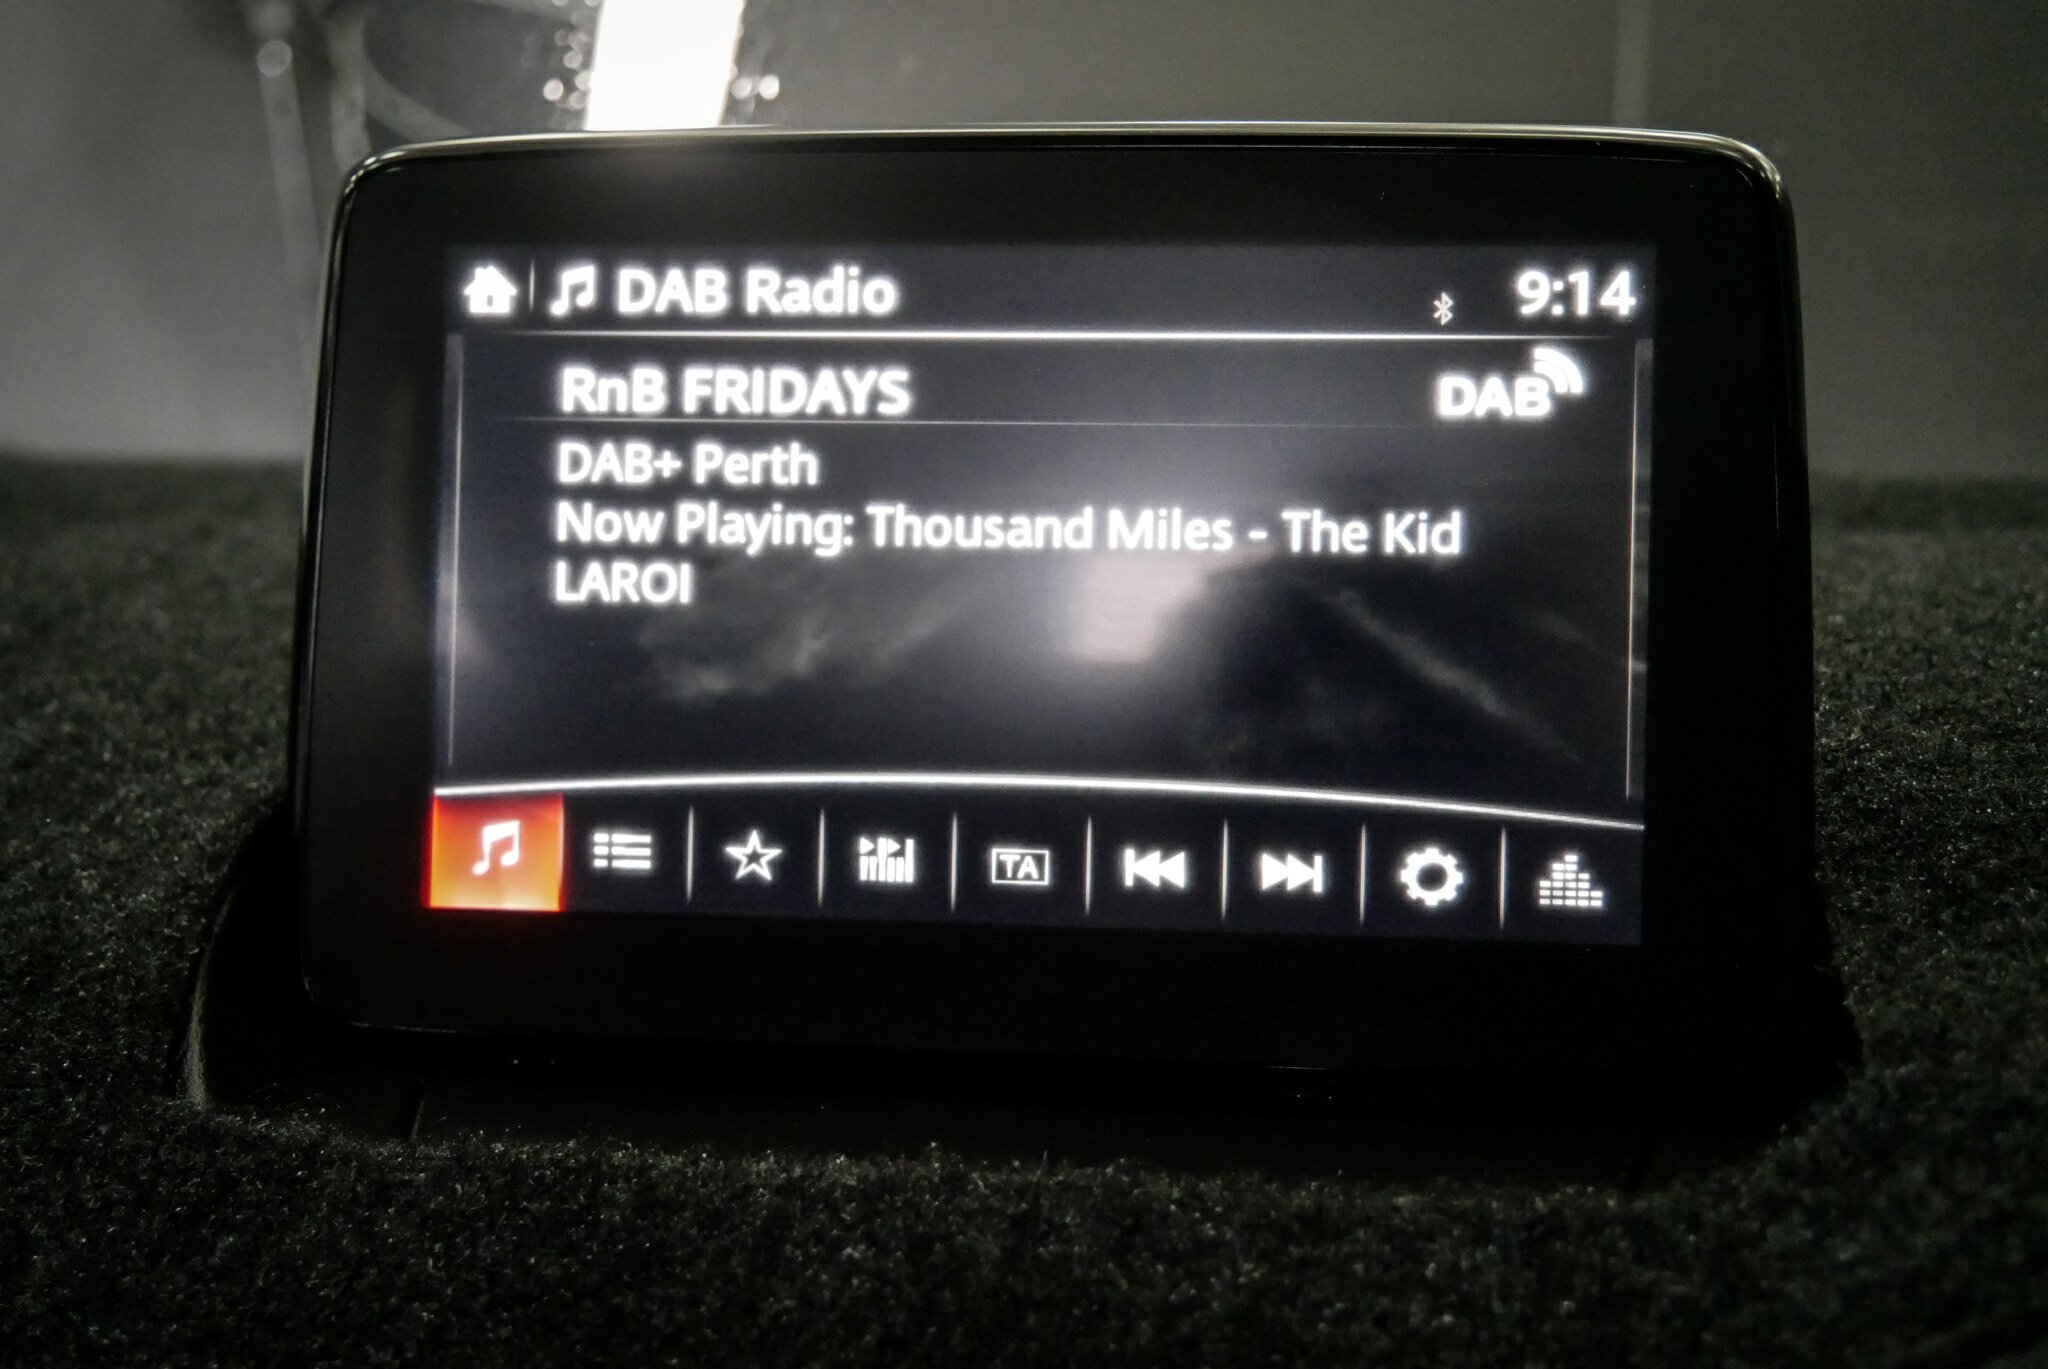 DAB Radio 9:14
RnB FRIDAYS DAB
DAB+ Perth
Now Playing: Thousand Miles - The Kid
LAROI
TA